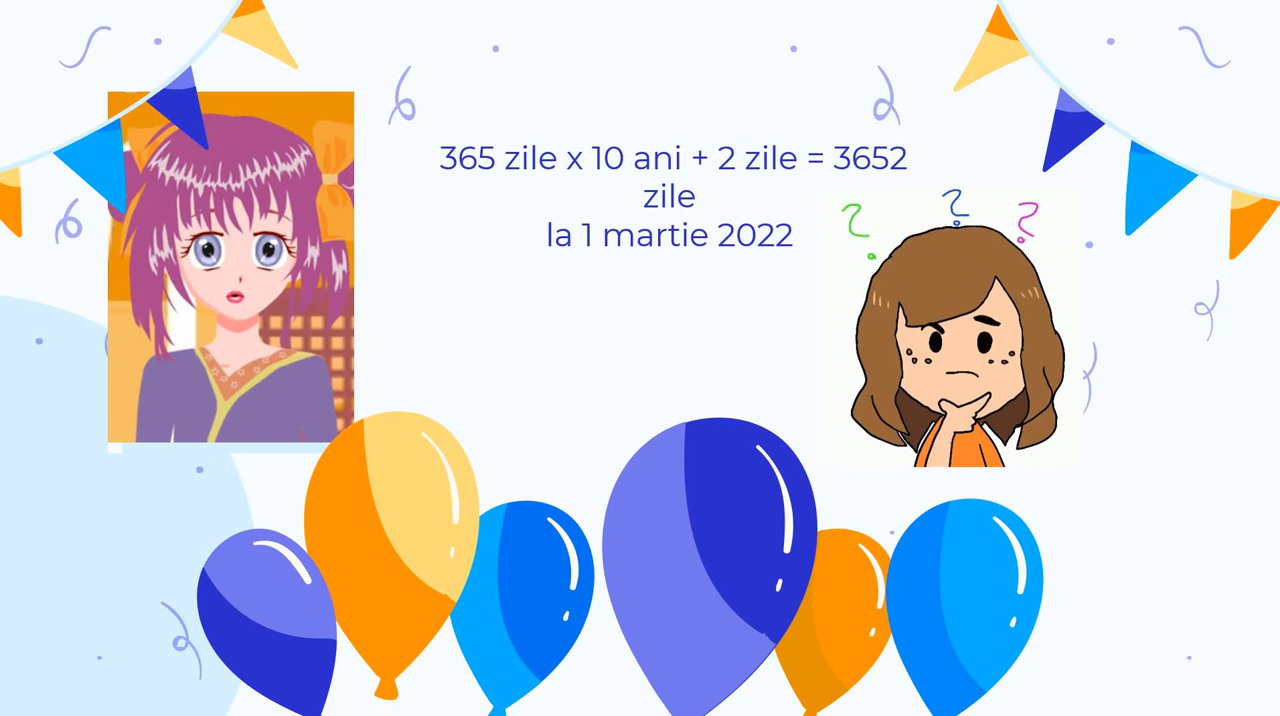 365 zile x 10 ani + 2 zile = 3652
zile
la 1 martie 2022
? ? ?